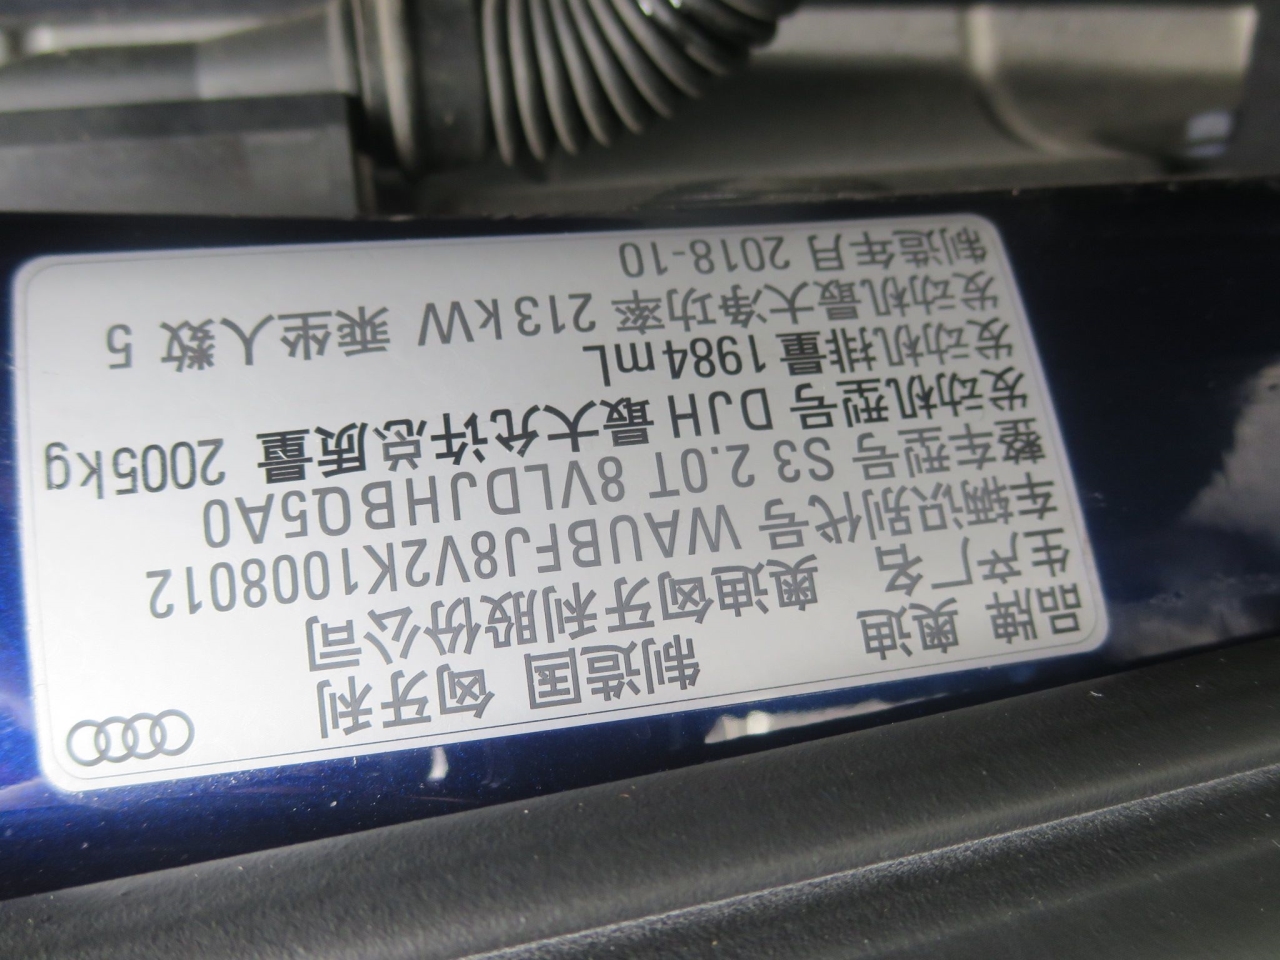 品牌 奥迪 制造国 匈牙利
生产厂名 奥迪匈牙利股份公司
车辆识别代号 WAUBFJ8V2K1008012
整车型号 S3 2.0T 8VLDJHBQ5A0
发动机型号 DJH 最大允许总质量 2005kg
发动机排量 1984mL
发动机最大净功率 213kW 乘坐人数 5
制造年月 2018-10